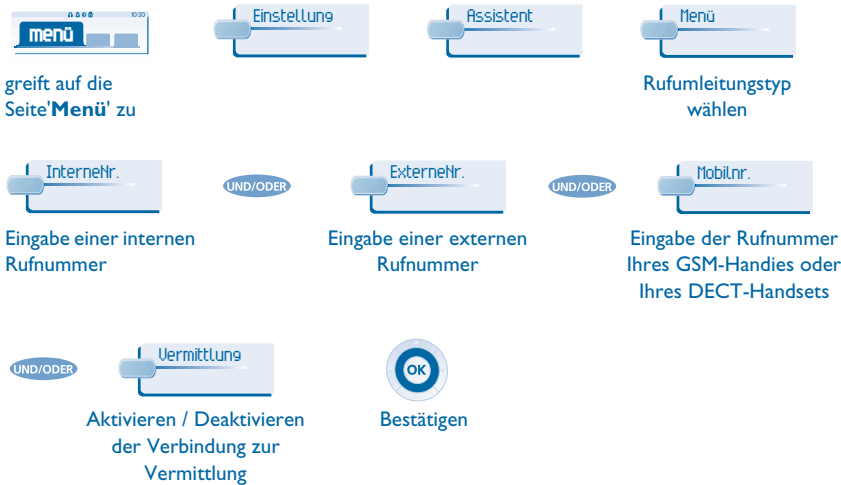 10:30
menü
Einstellung
Assistent
Menü
greift auf die
Seite'Menü' zu
Rufumleitungstyp
wählen
InterneNr.
UND/ODER
ExterneNr.
UND/ODER
Mobilnr.
Eingabe einer internen
Rufnummer
Eingabe einer externen
Rufnummer
Eingabe der Rufnummer
Ihres GSM-Handies oder
Ihres DECT-Handsets
UND/ODER
Vermittlung
OK
Aktivieren / Deaktivieren
der Verbindung zur
Vermittlung
Bestätigen